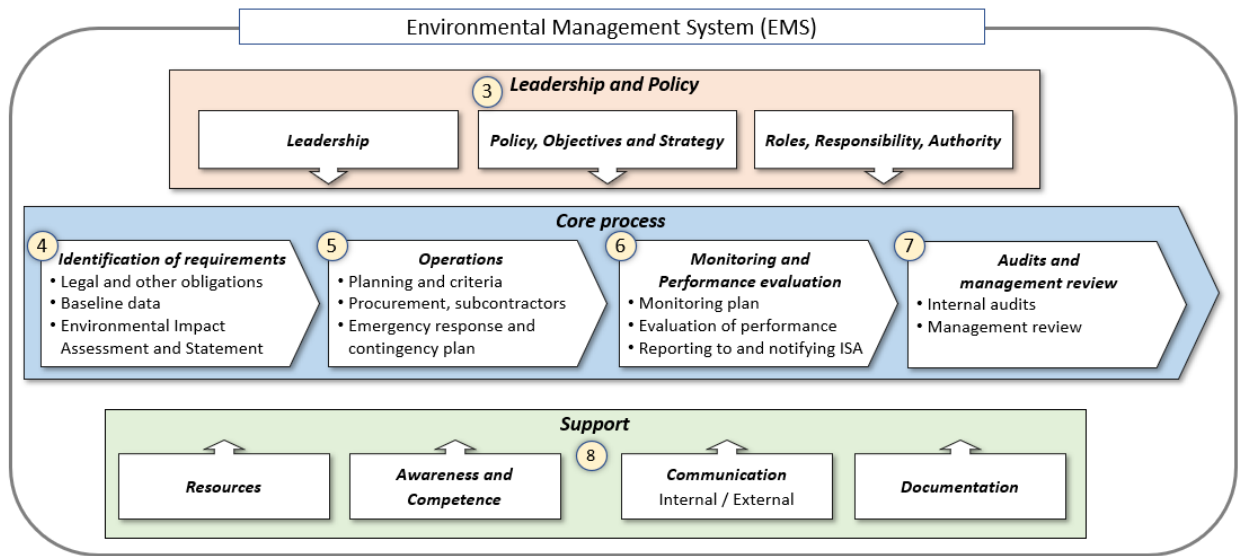 Environmental Management System (EMS)
3
Leadership and Policy
Leadership
Policy, Objectives and Strategy
Roles, Responsibility, Authority
Core process
4
Identification of requirements
• Legal and other obligations
• Baseline data
• Environmental Impact
Assessment and Statement
5
Operations
• Planning and criteria
• Procurement, subcontractors
• Emergency response and
contingency plan
6
Monitoring and
Performance evaluation
• Monitoring plan
• Evaluation of performance
• Reporting to and notifying ISA
7
Audits and
management review
• Internal audits
• Management review
Support
8
Resources
Awareness and
Competence
Communication
Internal / External
Documentation